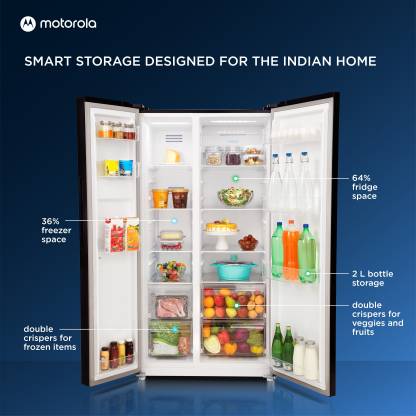 motorola
SMART STORAGE DESIGNED FOR THE INDIAN HOME
64%
fridge
space
36%
freezer
space
2 L bottle
storage
double
crispers for
veggies and
fruits
double
crispers for
frozen items